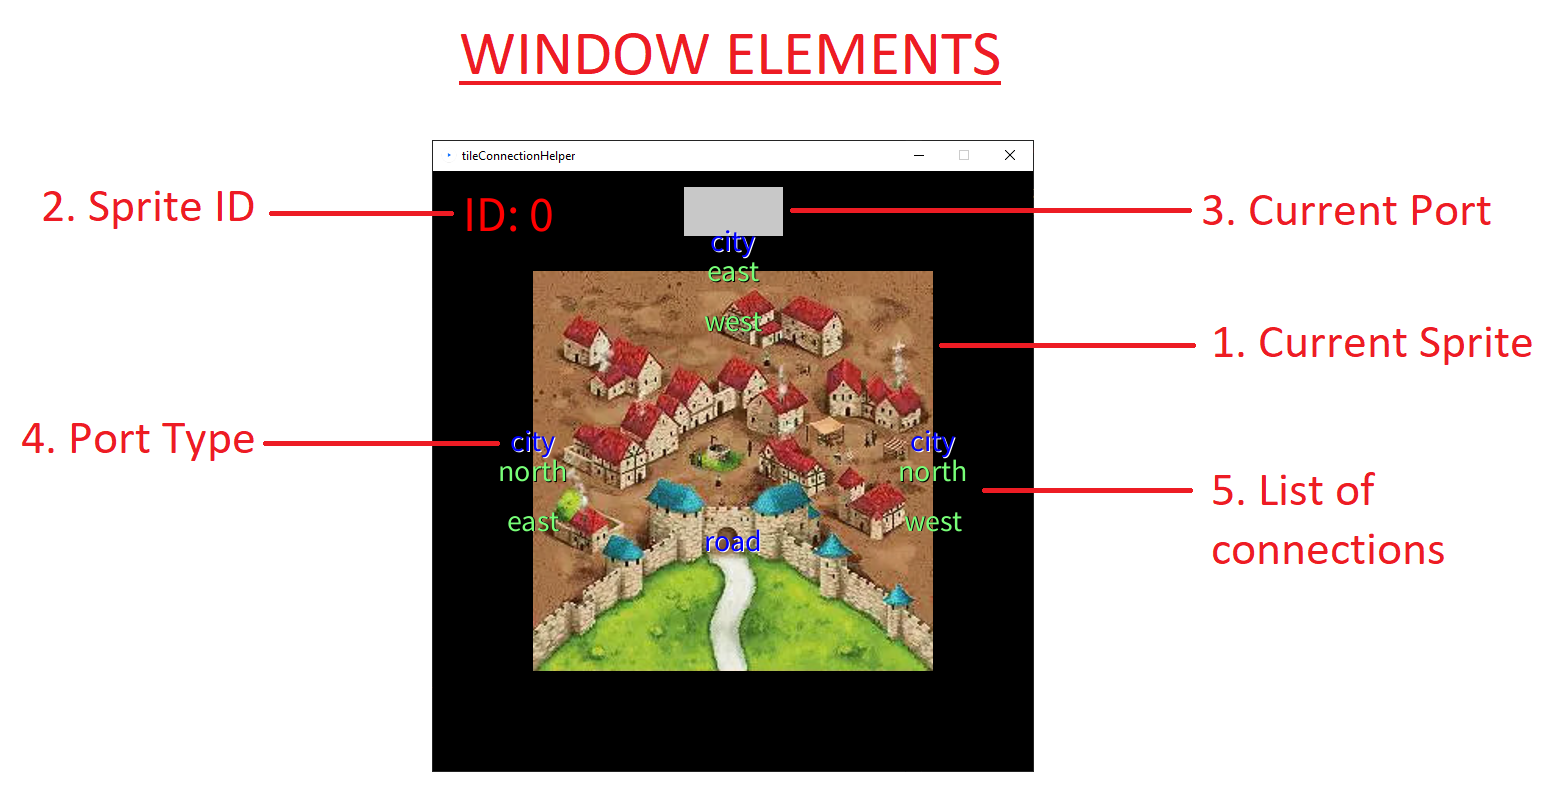 WINDOW ELEMENTS
tileConnectionHelper
2. Sprite ID
ID: 0
3. Current Port
city
east
west
1. Current Sprite
4. Port Type
city
north
east
city
north
west
road
5. List of
connections